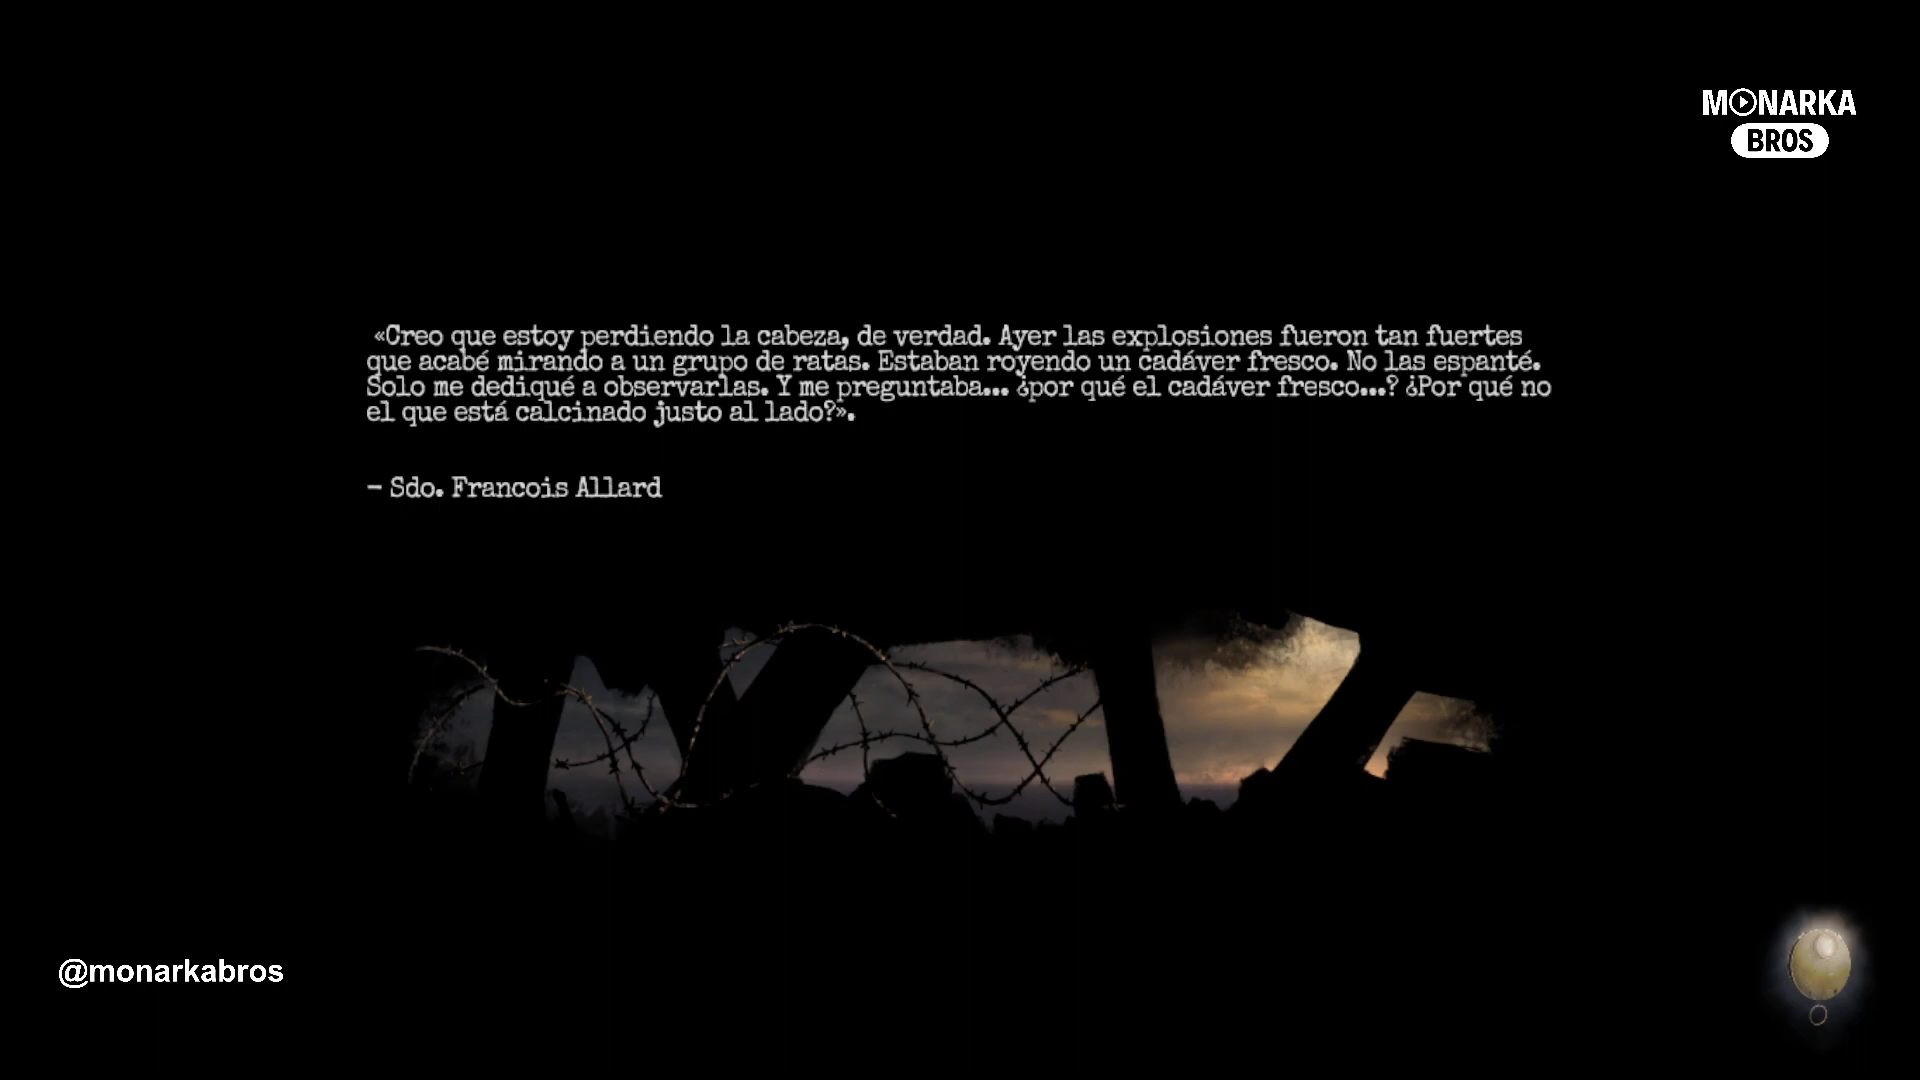 MONARKA
BROS
«Creo que estoy perdiendo la cabeza, de verdad. Ayer las explosiones fueron tan fuertes
que acabé mirando a un grupo de ratas. Estaban royendo un cadáver fresco. No las espanté.
Solo me dediqué a observarlas. Y me preguntaba... ¿por qué el cadáver fresco...? ¿Por qué no
el que está calcinado justo al lado?».
- Sdo. Francois Allard
@monarkabros